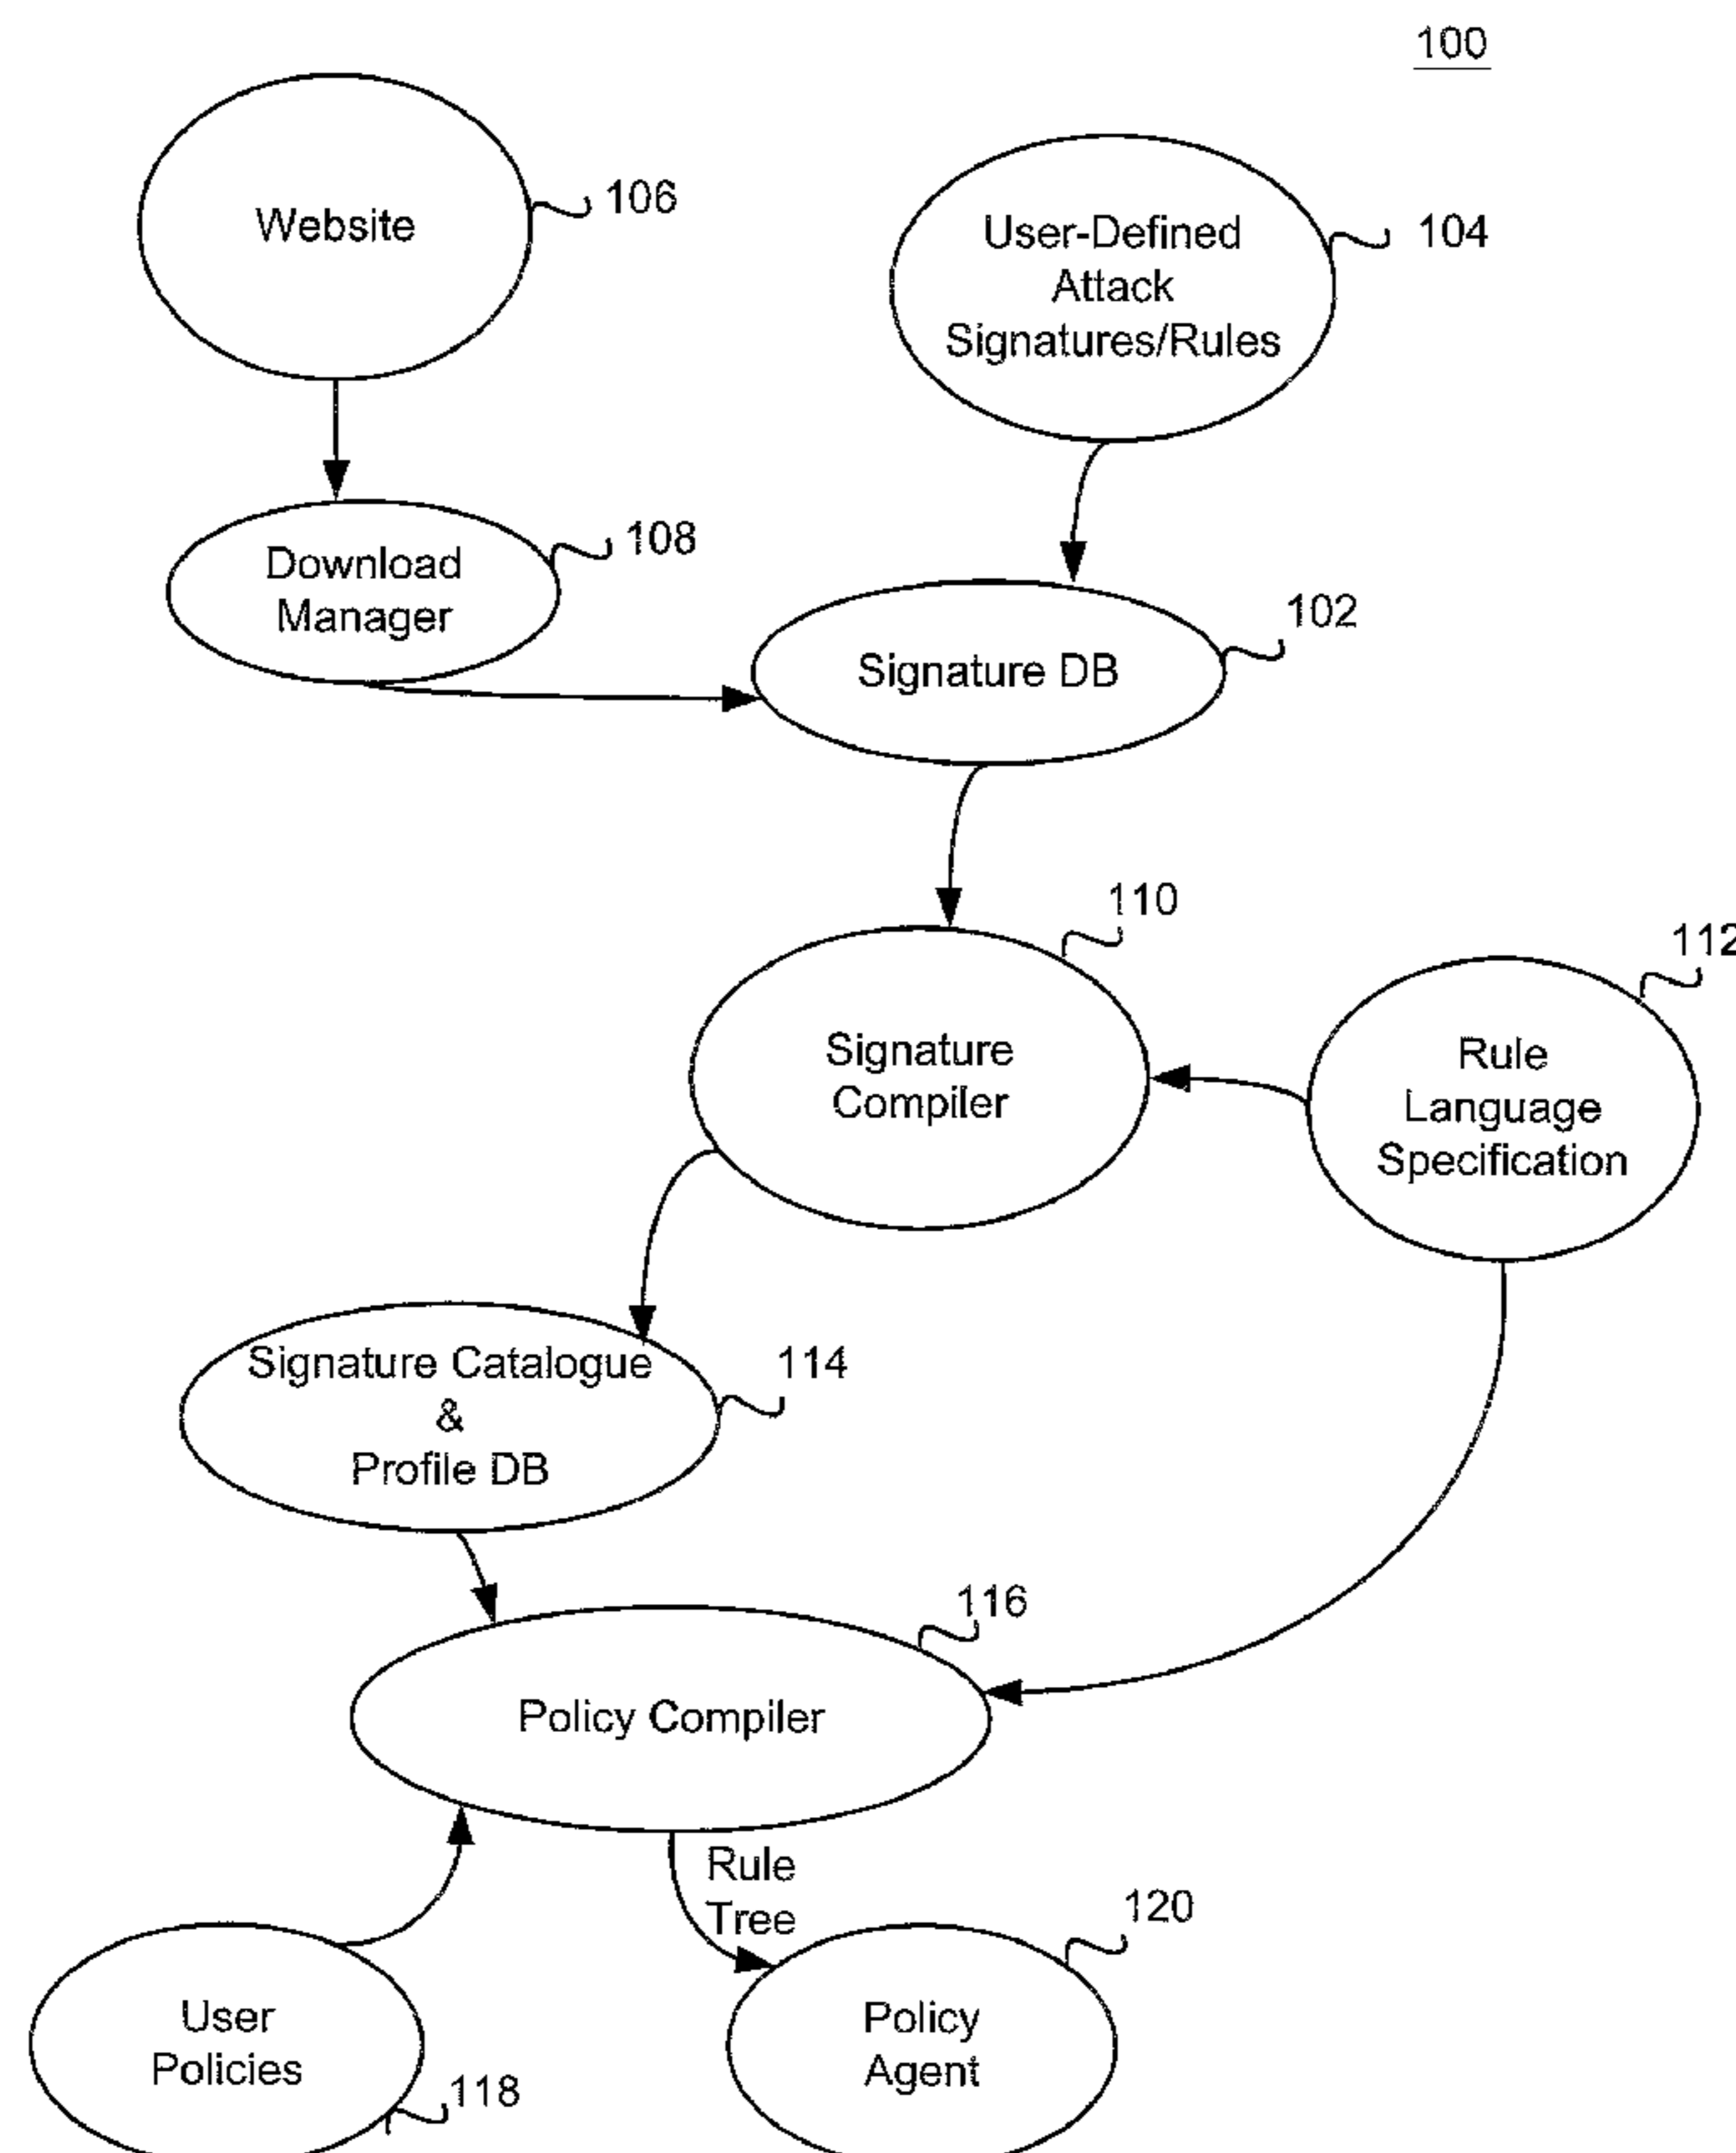 100
Website
106
User-Defined
Attack
Signatures/Rules
104
Download
Manager
108
Signature DB
102
Signature
Compiler
110
Rule
Language
Specification
112
Signature Catalogue
&
Profile DB
114
Policy Compiler
116
Rule
Tree
User
Policies
118
Policy
Agent
120